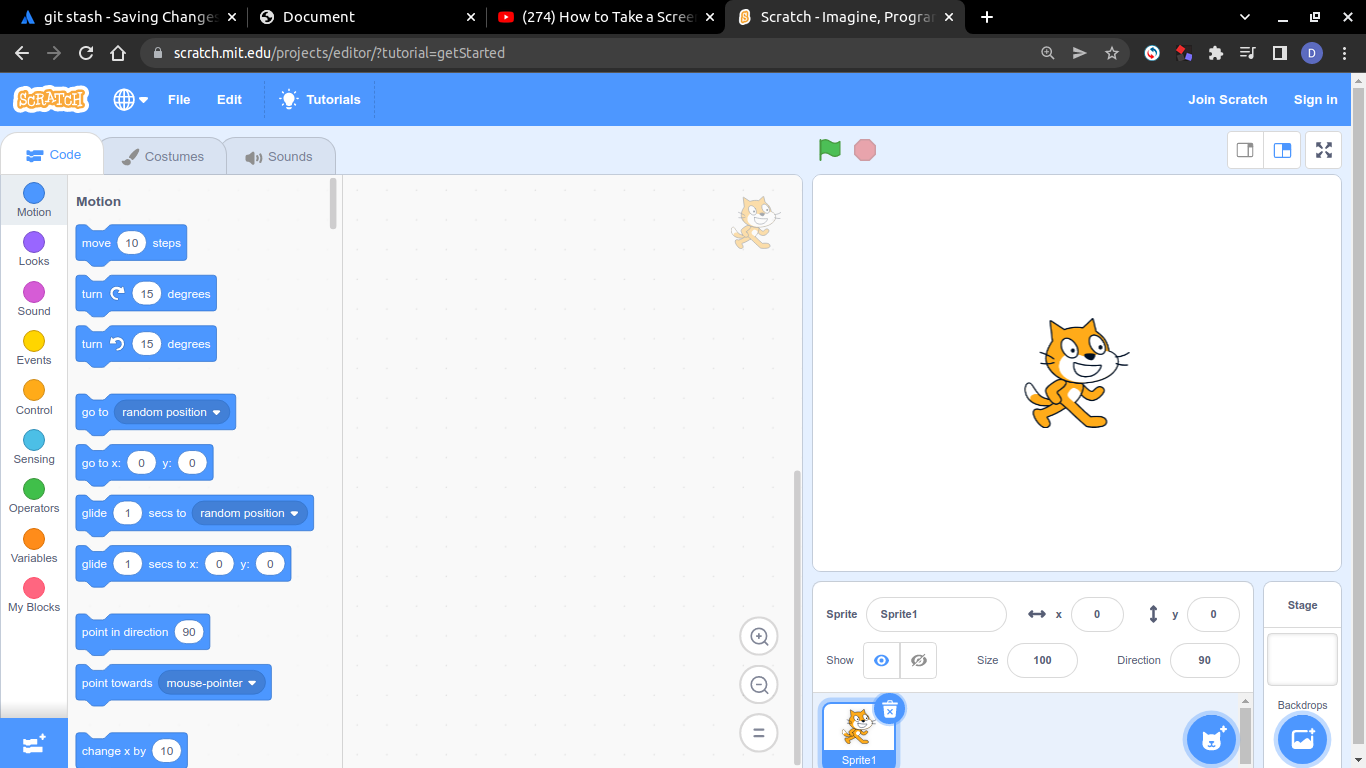 git stash - Saving Changes
Document
(274) How to Take a Scree
Scratch - Imagine, Program
scratch.mit.edu/projects/editor/?tutorial=getStarted
D
SCRATCH
File
Edit
Tutorials
Join Scratch
Sign in
Code
Costumes
Sounds
Motion
Looks
Sound
Events
Control
Sensing
Operators
Variables
My Blocks
Motion
move 10 steps
turn 15 degrees
turn 15 degrees
go to random position
go to x: 0 y: 0
glide 1 secs to random position
glide 1 secs to x: 0 y: 0
point in direction 90
point towards mouse-pointer
change x by 10
Sprite Sprite1 x 0 y 0
Show Size 100 Direction 90
Sprite1
Stage
Backdrops